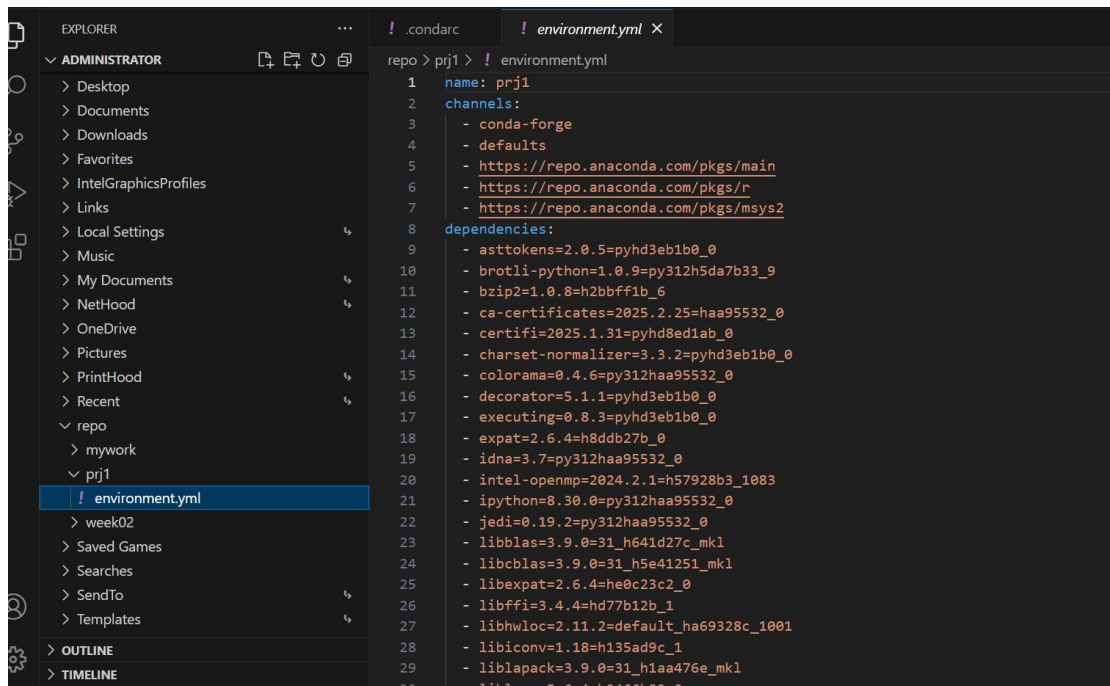 EXPLORER
ADMINISTRATOR
Desktop
Documents
Downloads
Favorites
IntelGraphicsProfiles
Links
Local Settings
Music
My Documents
NetHood
OneDrive
Pictures
PrintHood
Recent
repo
mywork
prj1
! environment.yml
week02
Saved Games
Searches
SendTo
Templates
OUTLINE
TIMELINE
! .condarc ! environment.yml
repo > prj1 > ! environment.yml
1 name: prj1
2 channels:
3 - conda-forge
4 - defaults
5 - https://repo.anaconda.com/pkgs/main
6 - https://repo.anaconda.com/pkgs/r
7 - https://repo.anaconda.com/pkgs/msys2
8 dependencies:
9 - asttokens=2.0.5=pyhd3eb1b0_0
10 - brotli-python=1.0.9=py312h5da7b33_9
11 - bzip2=1.0.8=h2bbff1b_6
12 - ca-certificates=2025.2.25=haa95532_0
13 - certifi=2025.1.31=pyhd8ed1ab_0
14 - charset-normalizer=3.3.2=pyhd3eb1b0_0
15 - colorama=0.4.6=py312haa95532_0
16 - decorator=5.1.1=pyhd3eb1b0_0
17 - executing=0.8.3=pyhd3eb1b0_0
18 - expat=2.6.4=h8ddb27b_0
19 - idna=3.7=py312haa95532_0
20 - intel-openmp=2024.2.1=h57928b3_1083
21 - ipython=8.30.0=py312haa95532_0
22 - jedi=0.19.2=py312haa95532_0
23 - libblas=3.9.0=31_h641d27c_mkl
24 - libcblas=3.9.0=31_h5e41251_mkl
25 - libexpat=2.6.4=he0c23c2_0
26 - libffi=3.4.4=hd77b12b_1
27 - libhwloc=2.11.2=default_ha69328c_1001
28 - libiconv=1.18=h135ad9c_1
29 - liblapack=3.9.0=31_h1aa476e_mkl